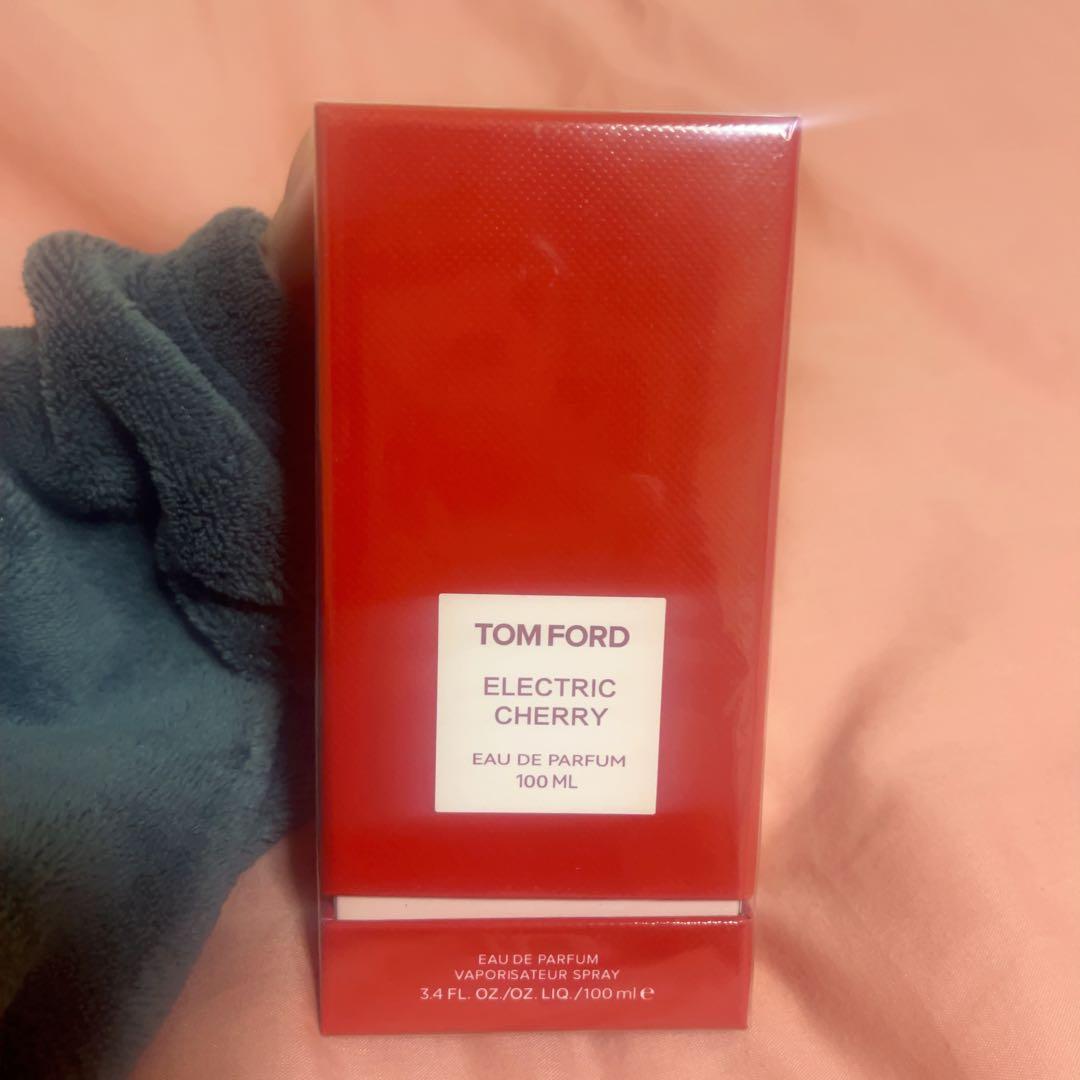 TOM FORD
ELECTRIC
CHERRY
EAU DE PARFUM
100 ML
EAU DE PARFUM
VAPORISATEUR SPRAY
3.4 FL. OZ./OZ. LIQ./100 ml ℮